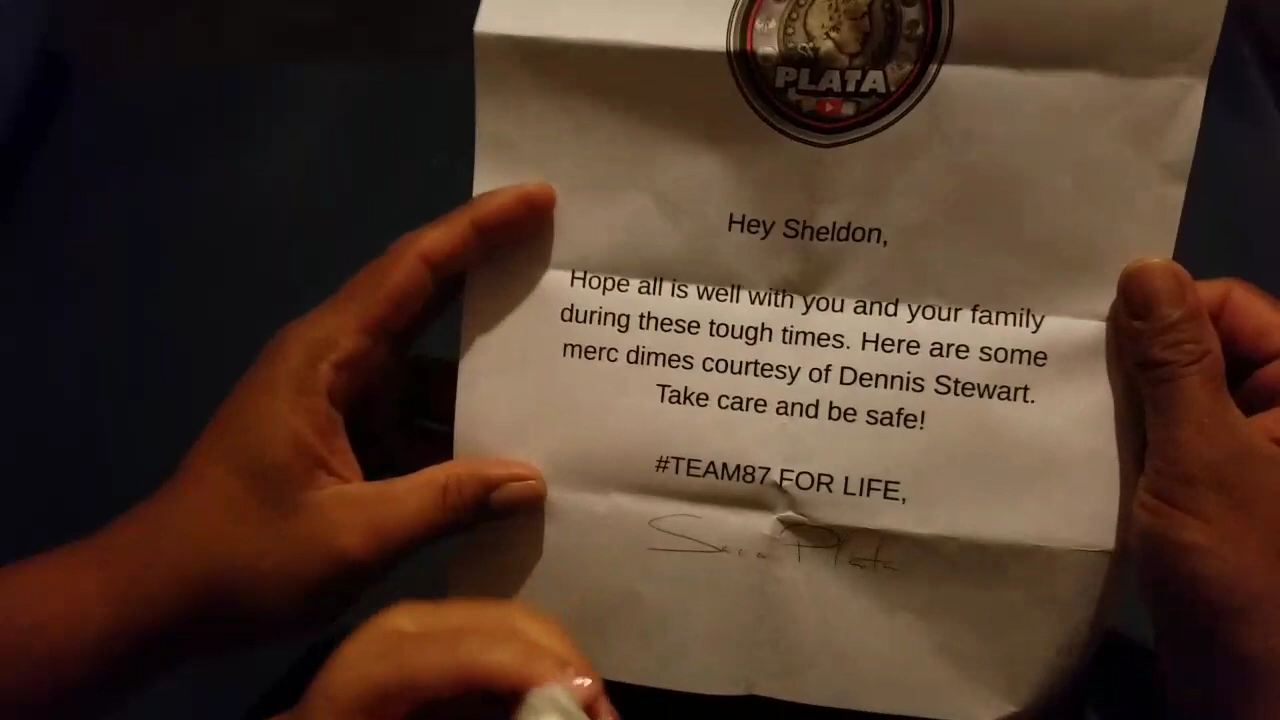 PLATA
Hey Sheldon,
Hope all is well with you and your family
during these tough times. Here are some
merc dimes courtesy of Dennis Stewart.
Take care and be safe!
#TEAM87 FOR LIFE,
Plata